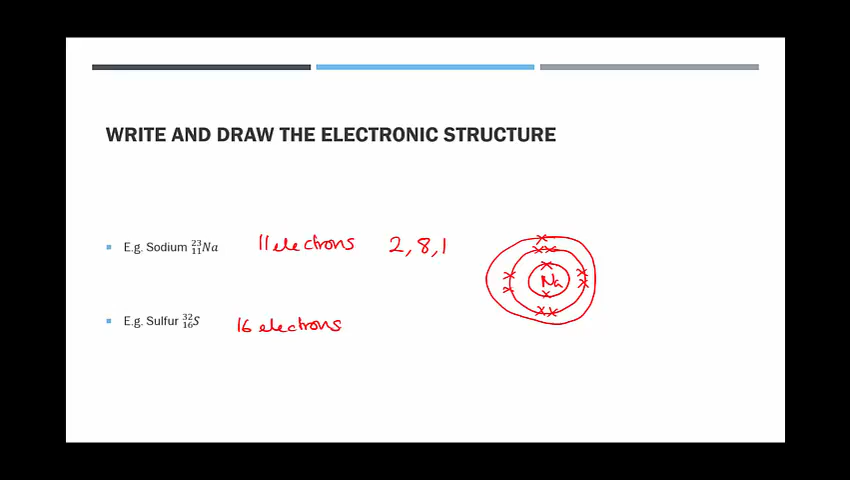 WRITE AND DRAW THE ELECTRONIC STRUCTURE
E.g. Sodium ²³₁₁Na 11 electrons 2, 8, 1
Na
E.g. Sulfur ³²₁₆S 16 electrons